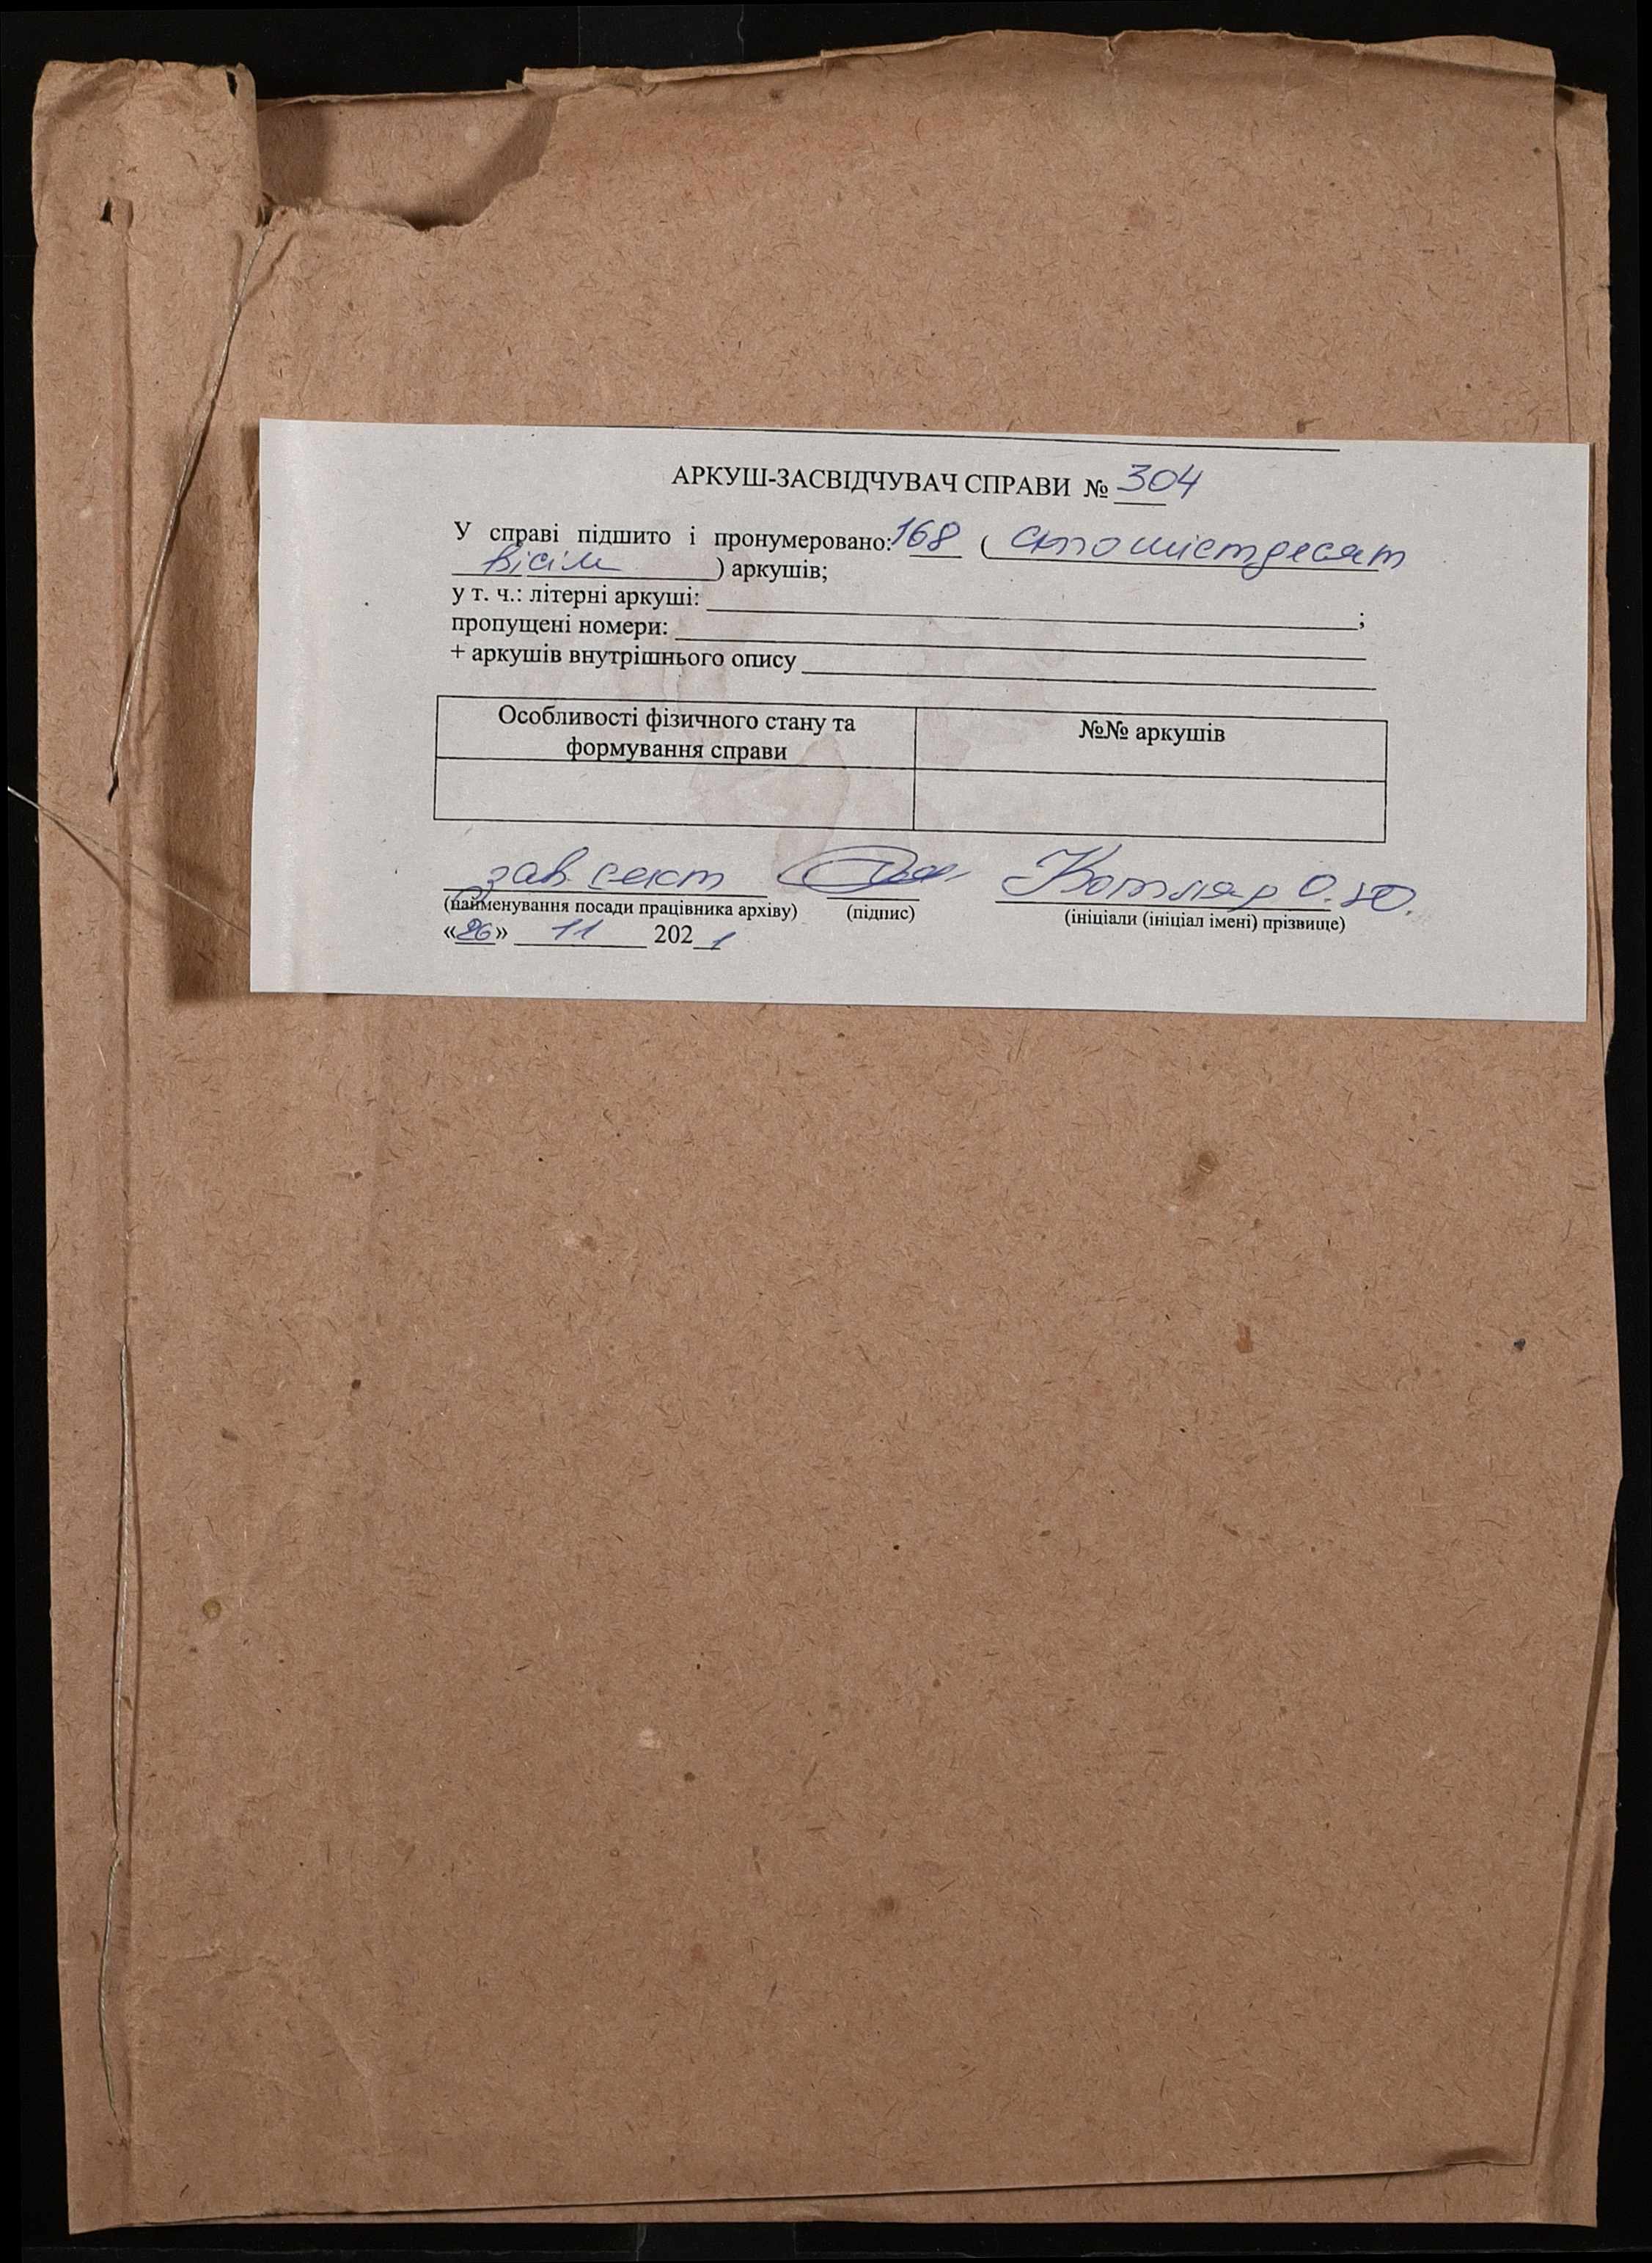 АРКУШ-ЗАСВІДЧУВАЧ СПРАВИ № 304
У справі підшито і пронумеровано: 168 ( сто шістдесят
вісім ) аркушів;
у т. ч.: літерні аркуші: ;
пропущені номери:
+ аркушів внутрішнього опису
Особливості фізичного стану та
формування справи
№№ аркушів
зав. сект Котляр О.Ю.
(найменування посади працівника архіву) (підпис) (ініціали (ініціал імені) прізвище)
«26» 11 2021